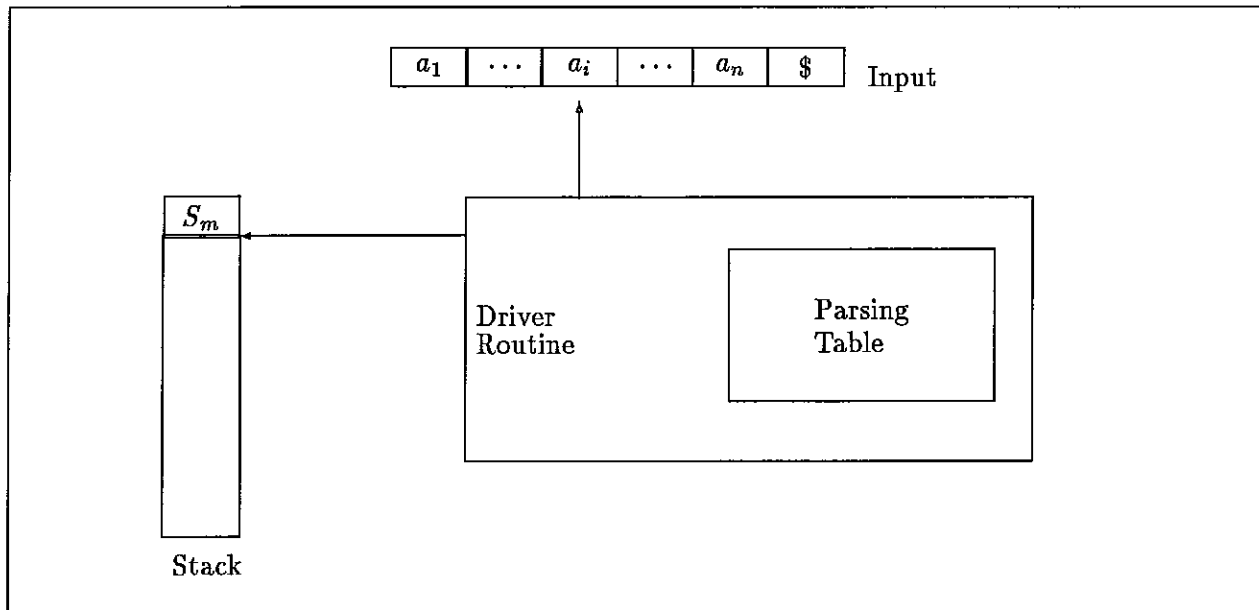 a₁ ⋯ aᵢ ⋯ aₙ $
Input
Sₘ
Driver
Routine
Parsing
Table
Stack